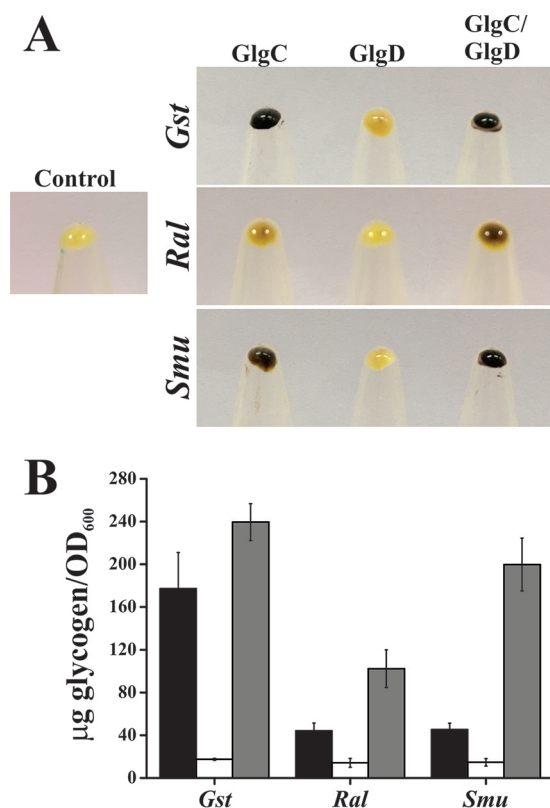 A
GlgC
GlgD
GlgC/
GlgD
Control
Gst
Ral
Smu
B
µg glycogen/OD600
280
240
200
160
120
80
40
0
Gst
Ral
Smu